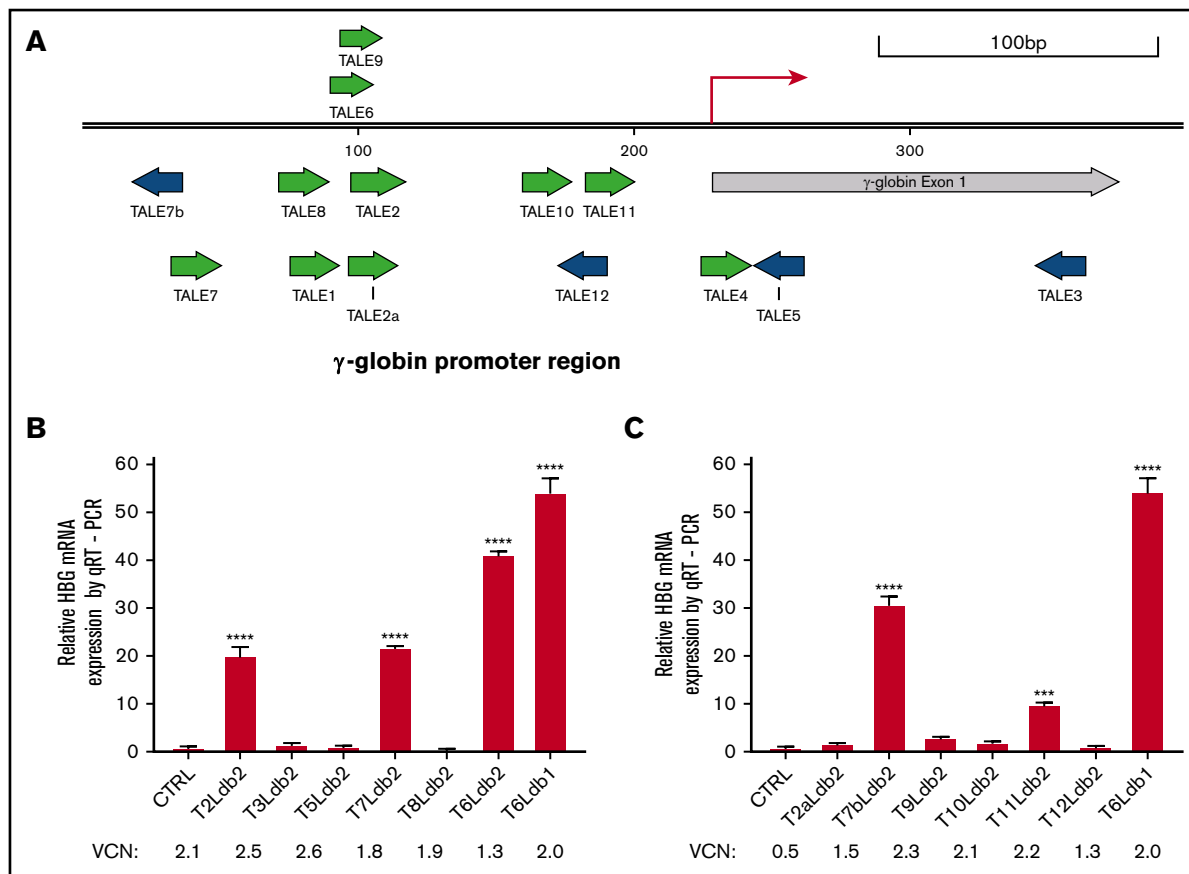 A
TALE9
100bp
TALE6
100
200
300
γ-globin Exon 1
TALE7b
TALE8
TALE2
TALE10
TALE11
TALE7
TALE1
TALE2a
TALE12
TALE4
TALE5
TALE3
γ-globin promoter region
B
Relative HBG mRNA
expression by qRT - PCR
60
50
40
30
20
10
0
****
****
****
****
CTRL
T2Ldb2
T3Ldb2
T5Ldb2
T7Ldb2
T8Ldb2
T6Ldb2
T6Ldb1
VCN: 2.1 2.5 2.6 1.8 1.9 1.3 2.0
C
Relative HBG mRNA
expression by qRT - PCR
60
50
40
30
20
10
0
****
***
****
CTRL
T2aLdb2
T7bLdb2
T9Ldb2
T10Ldb2
T11Ldb2
T12Ldb2
T6Ldb1
VCN: 0.5 1.5 2.3 2.1 2.2 1.3 2.0